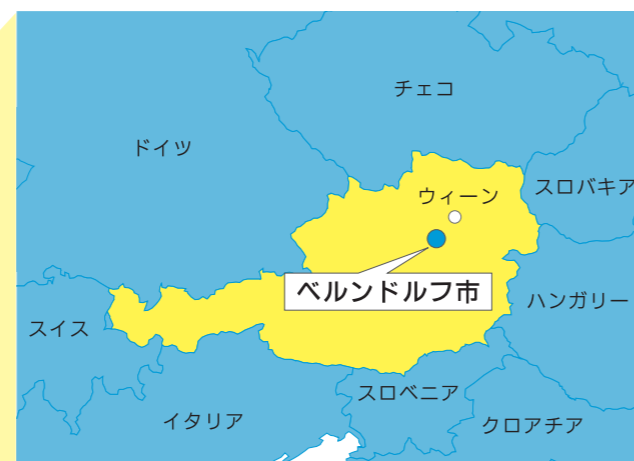 チェコ
ドイツ
スロバキア
ウィーン
ベルンドルフ市
ハンガリー
スイス
スロベニア
イタリア
クロアチア